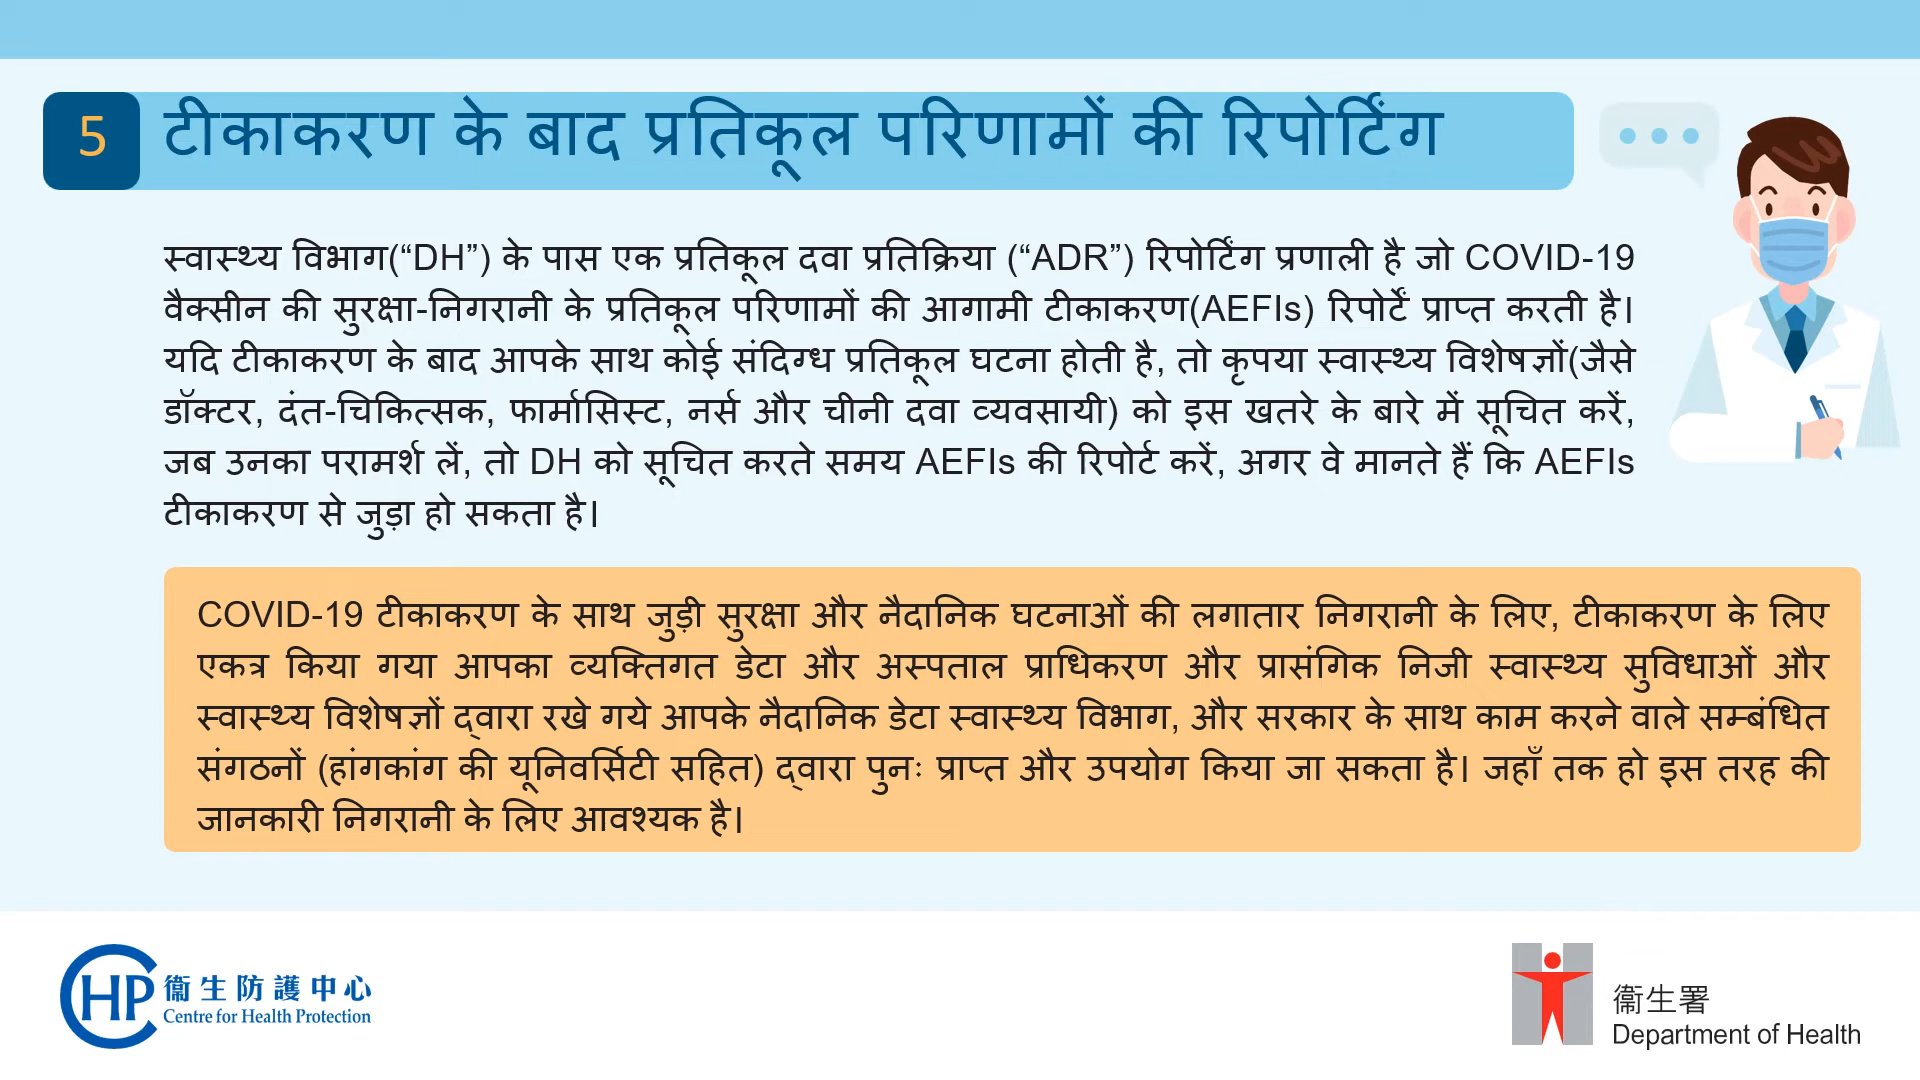 5 टीकाकरण के बाद प्रतिकूल परिणामों की रिपोर्टिंग
स्वास्थ्य विभाग(“DH”) के पास एक प्रतिकूल दवा प्रतिक्रिया (“ADR”) रिपोर्टिंग प्रणाली है जो COVID-19
वैक्सीन की सुरक्षा-निगरानी के प्रतिकूल परिणामों की आगामी टीकाकरण(AEFIs) रिपोर्टें प्राप्त करती है।
यदि टीकाकरण के बाद आपके साथ कोई संदिग्ध प्रतिकूल घटना होती है, तो कृपया स्वास्थ्य विशेषज्ञों(जैसे
डॉक्टर, दंत-चिकित्सक, फार्मासिस्ट, नर्स और चीनी दवा व्यवसायी) को इस खतरे के बारे में सूचित करें,
जब उनका परामर्श लें, तो DH को सूचित करते समय AEFIs की रिपोर्ट करें, अगर वे मानते हैं कि AEFIs
टीकाकरण से जुड़ा हो सकता है।
COVID-19 टीकाकरण के साथ जुड़ी सुरक्षा और नैदानिक घटनाओं की लगातार निगरानी के लिए, टीकाकरण के लिए
एकत्र किया गया आपका व्यक्तिगत डेटा और अस्पताल प्राधिकरण और प्रासंगिक निजी स्वास्थ्य सुविधाओं और
स्वास्थ्य विशेषज्ञों द्वारा रखे गये आपके नैदानिक डेटा स्वास्थ्य विभाग, और सरकार के साथ काम करने वाले सम्बंधित
संगठनों (हांगकांग की यूनिवर्सिटी सहित) द्वारा पुनः प्राप्त और उपयोग किया जा सकता है। जहाँ तक हो इस तरह की
जानकारी निगरानी के लिए आवश्यक है।
CHP 衞生防護中心
Centre for Health Protection
衞生署
Department of Health